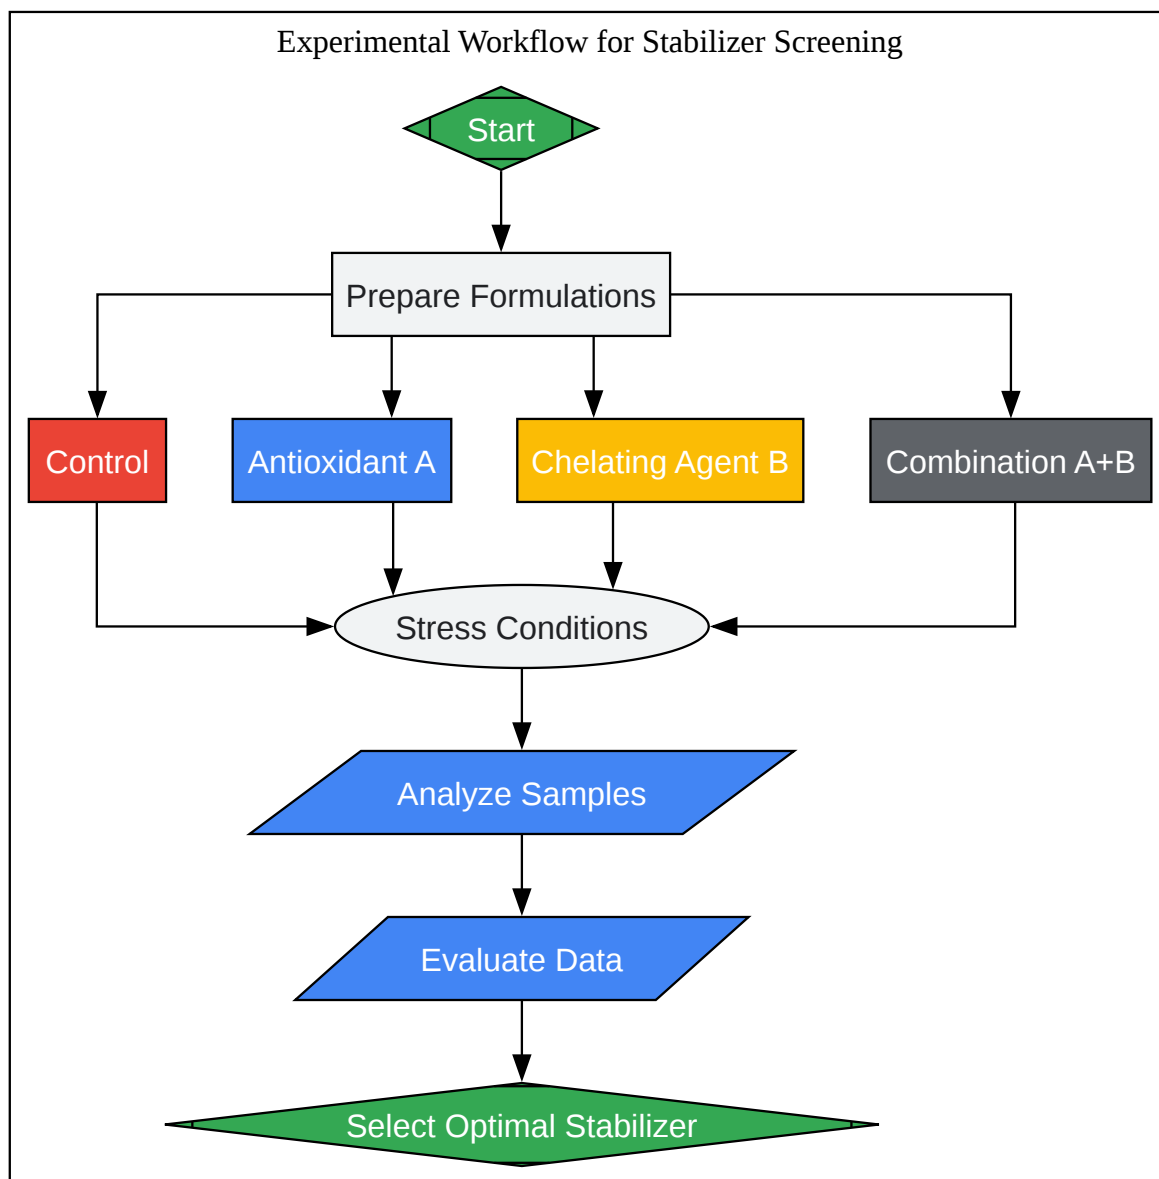 Experimental Workflow for Stabilizer Screening
Start
Prepare Formulations
Control
Antioxidant A
Chelating Agent B
Combination A+B
Stress Conditions
Analyze Samples
Evaluate Data
Select Optimal Stabilizer